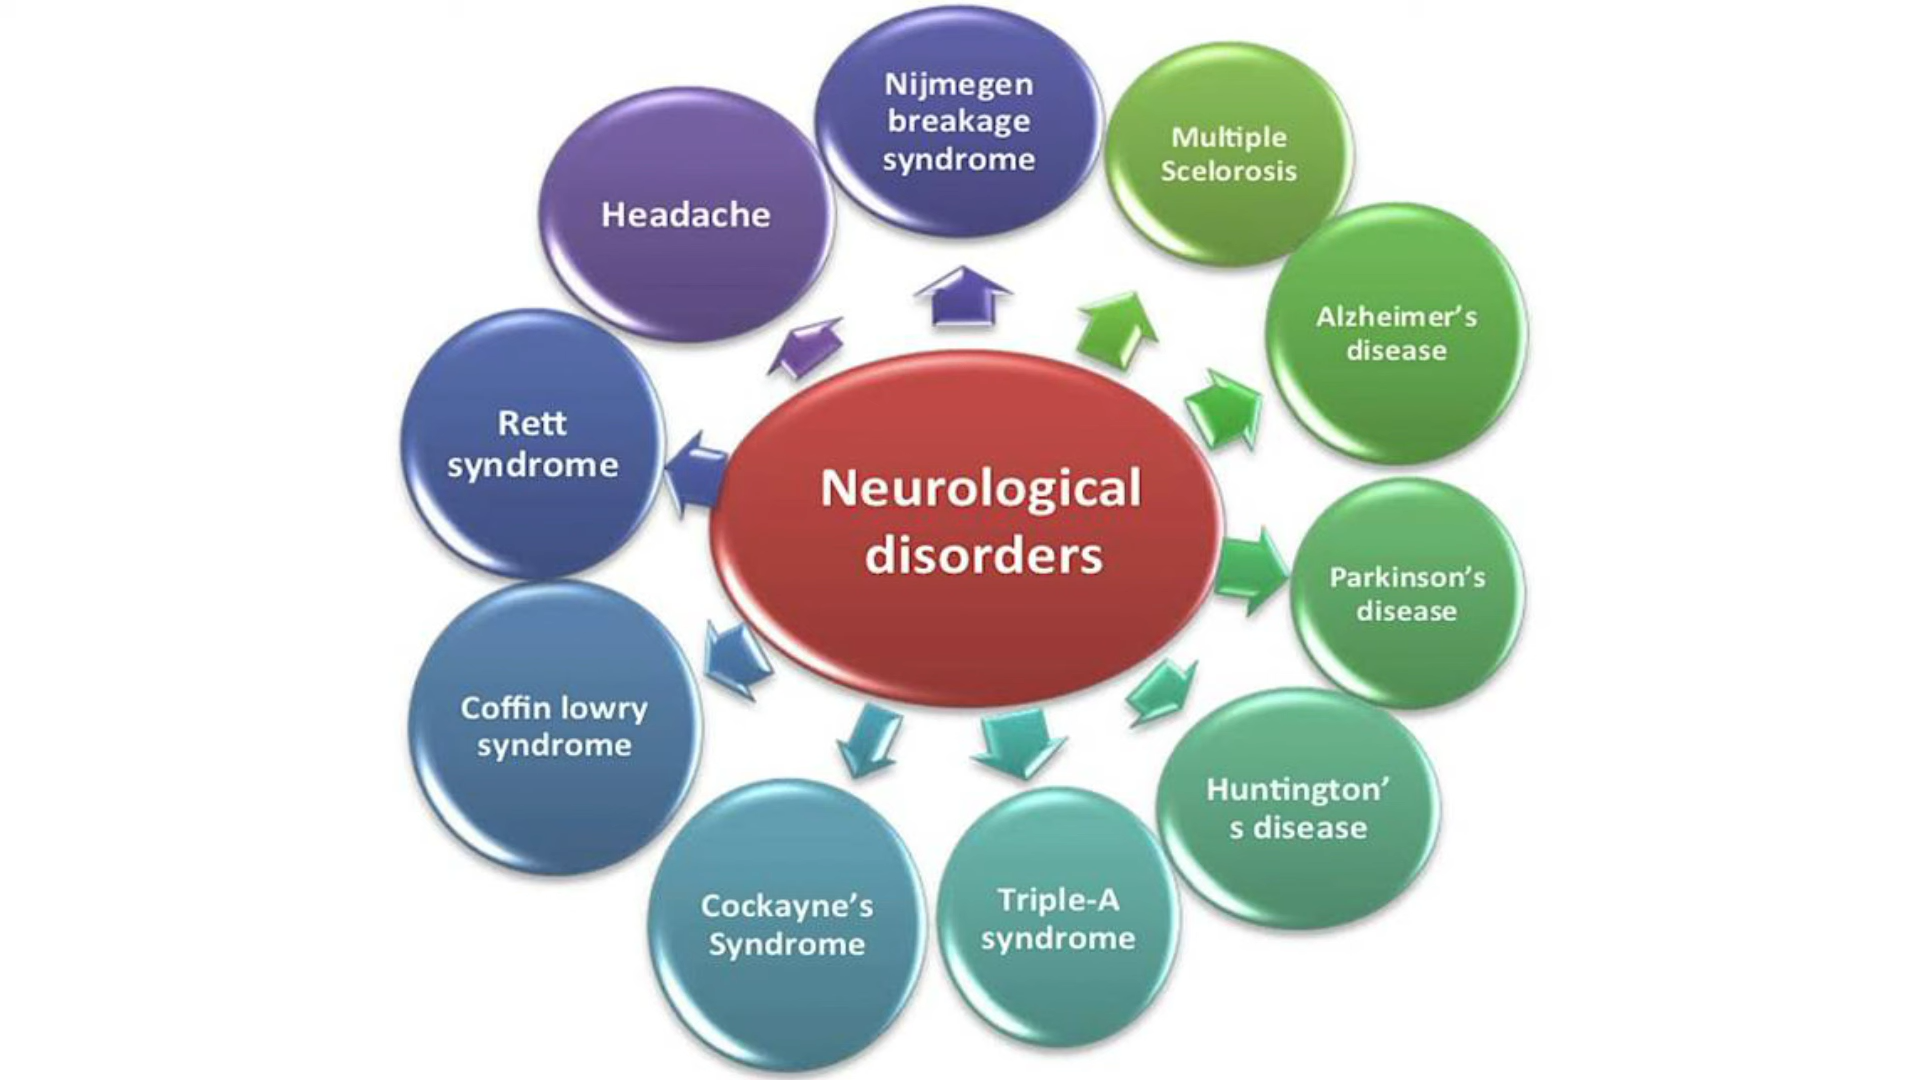 Nijmegen
breakage
syndrome
Multiple
Scelorosis
Alzheimer’s
disease
Parkinson’s
disease
Huntington’
s disease
Triple-A
syndrome
Cockayne’s
Syndrome
Coffin lowry
syndrome
Rett
syndrome
Headache
Neurological
disorders